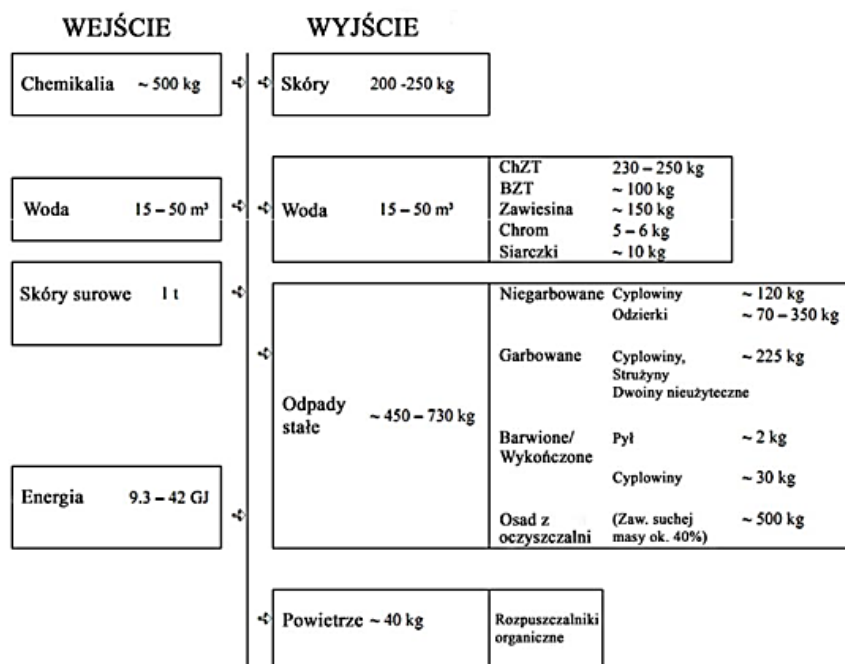 WEJŚCIE WYJŚCIE
Chemikalia ~ 500 kg
Skóry 200 -250 kg
Woda 15 – 50 m³
Woda 15 – 50 m³
ChZT 230 – 250 kg
BZT ~ 100 kg
Zawiesina ~ 150 kg
Chrom 5 – 6 kg
Siarczki ~ 10 kg
Skóry surowe 1 t
Odpady
stałe ~ 450 – 730 kg
Niegarbowane Cyplowiny ~ 120 kg
Odzierki ~ 70 – 350 kg
Garbowane Cyplowiny, ~ 225 kg
Strużyny
Dwoiny nieużyteczne
Barwione/ Pył ~ 2 kg
Wykończone
Cyplowiny ~ 30 kg
Osad z (Zaw. suchej ~ 500 kg
oczyszczalni masy ok. 40%)
Energia 9.3 – 42 GJ
Powietrze ~ 40 kg
Rozpuszczalniki
organiczne